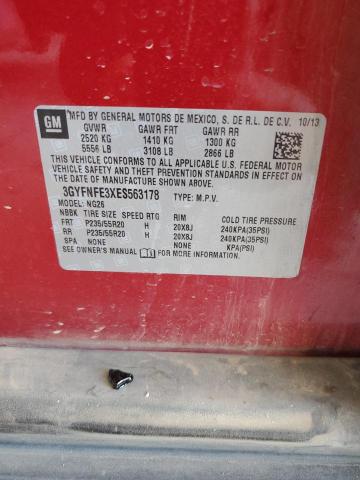 GM
MFD BY GENERAL MOTORS DE MEXICO, S. DE R.L. DE C.V. 10/13
GVWR GAWR FRT GAWR RR
2520 KG 1410 KG 1300 KG
5556 LB 3108 LB 2866 LB
THIS VEHICLE CONFORMS TO ALL APPLICABLE U.S. FEDERAL MOTOR
VEHICLE SAFETY AND THEFT PREVENTION STANDARDS IN EFFECT ON
THE DATE OF MANUFACTURE SHOWN ABOVE.
3GYFNFE3XES563178 TYPE: M.P.V.
MODEL: NG26
NBBK TIRE SIZE SPEED RTG RIM COLD TIRE PRESSURE
FRT P235/55R20 H 20X8J 240KPA(35PSI)
RR P235/55R20 H 20X8J 240KPA(35PSI)
KPA(PSI)
SEE OWNER MANUAL FOR MORE INFORMATION.